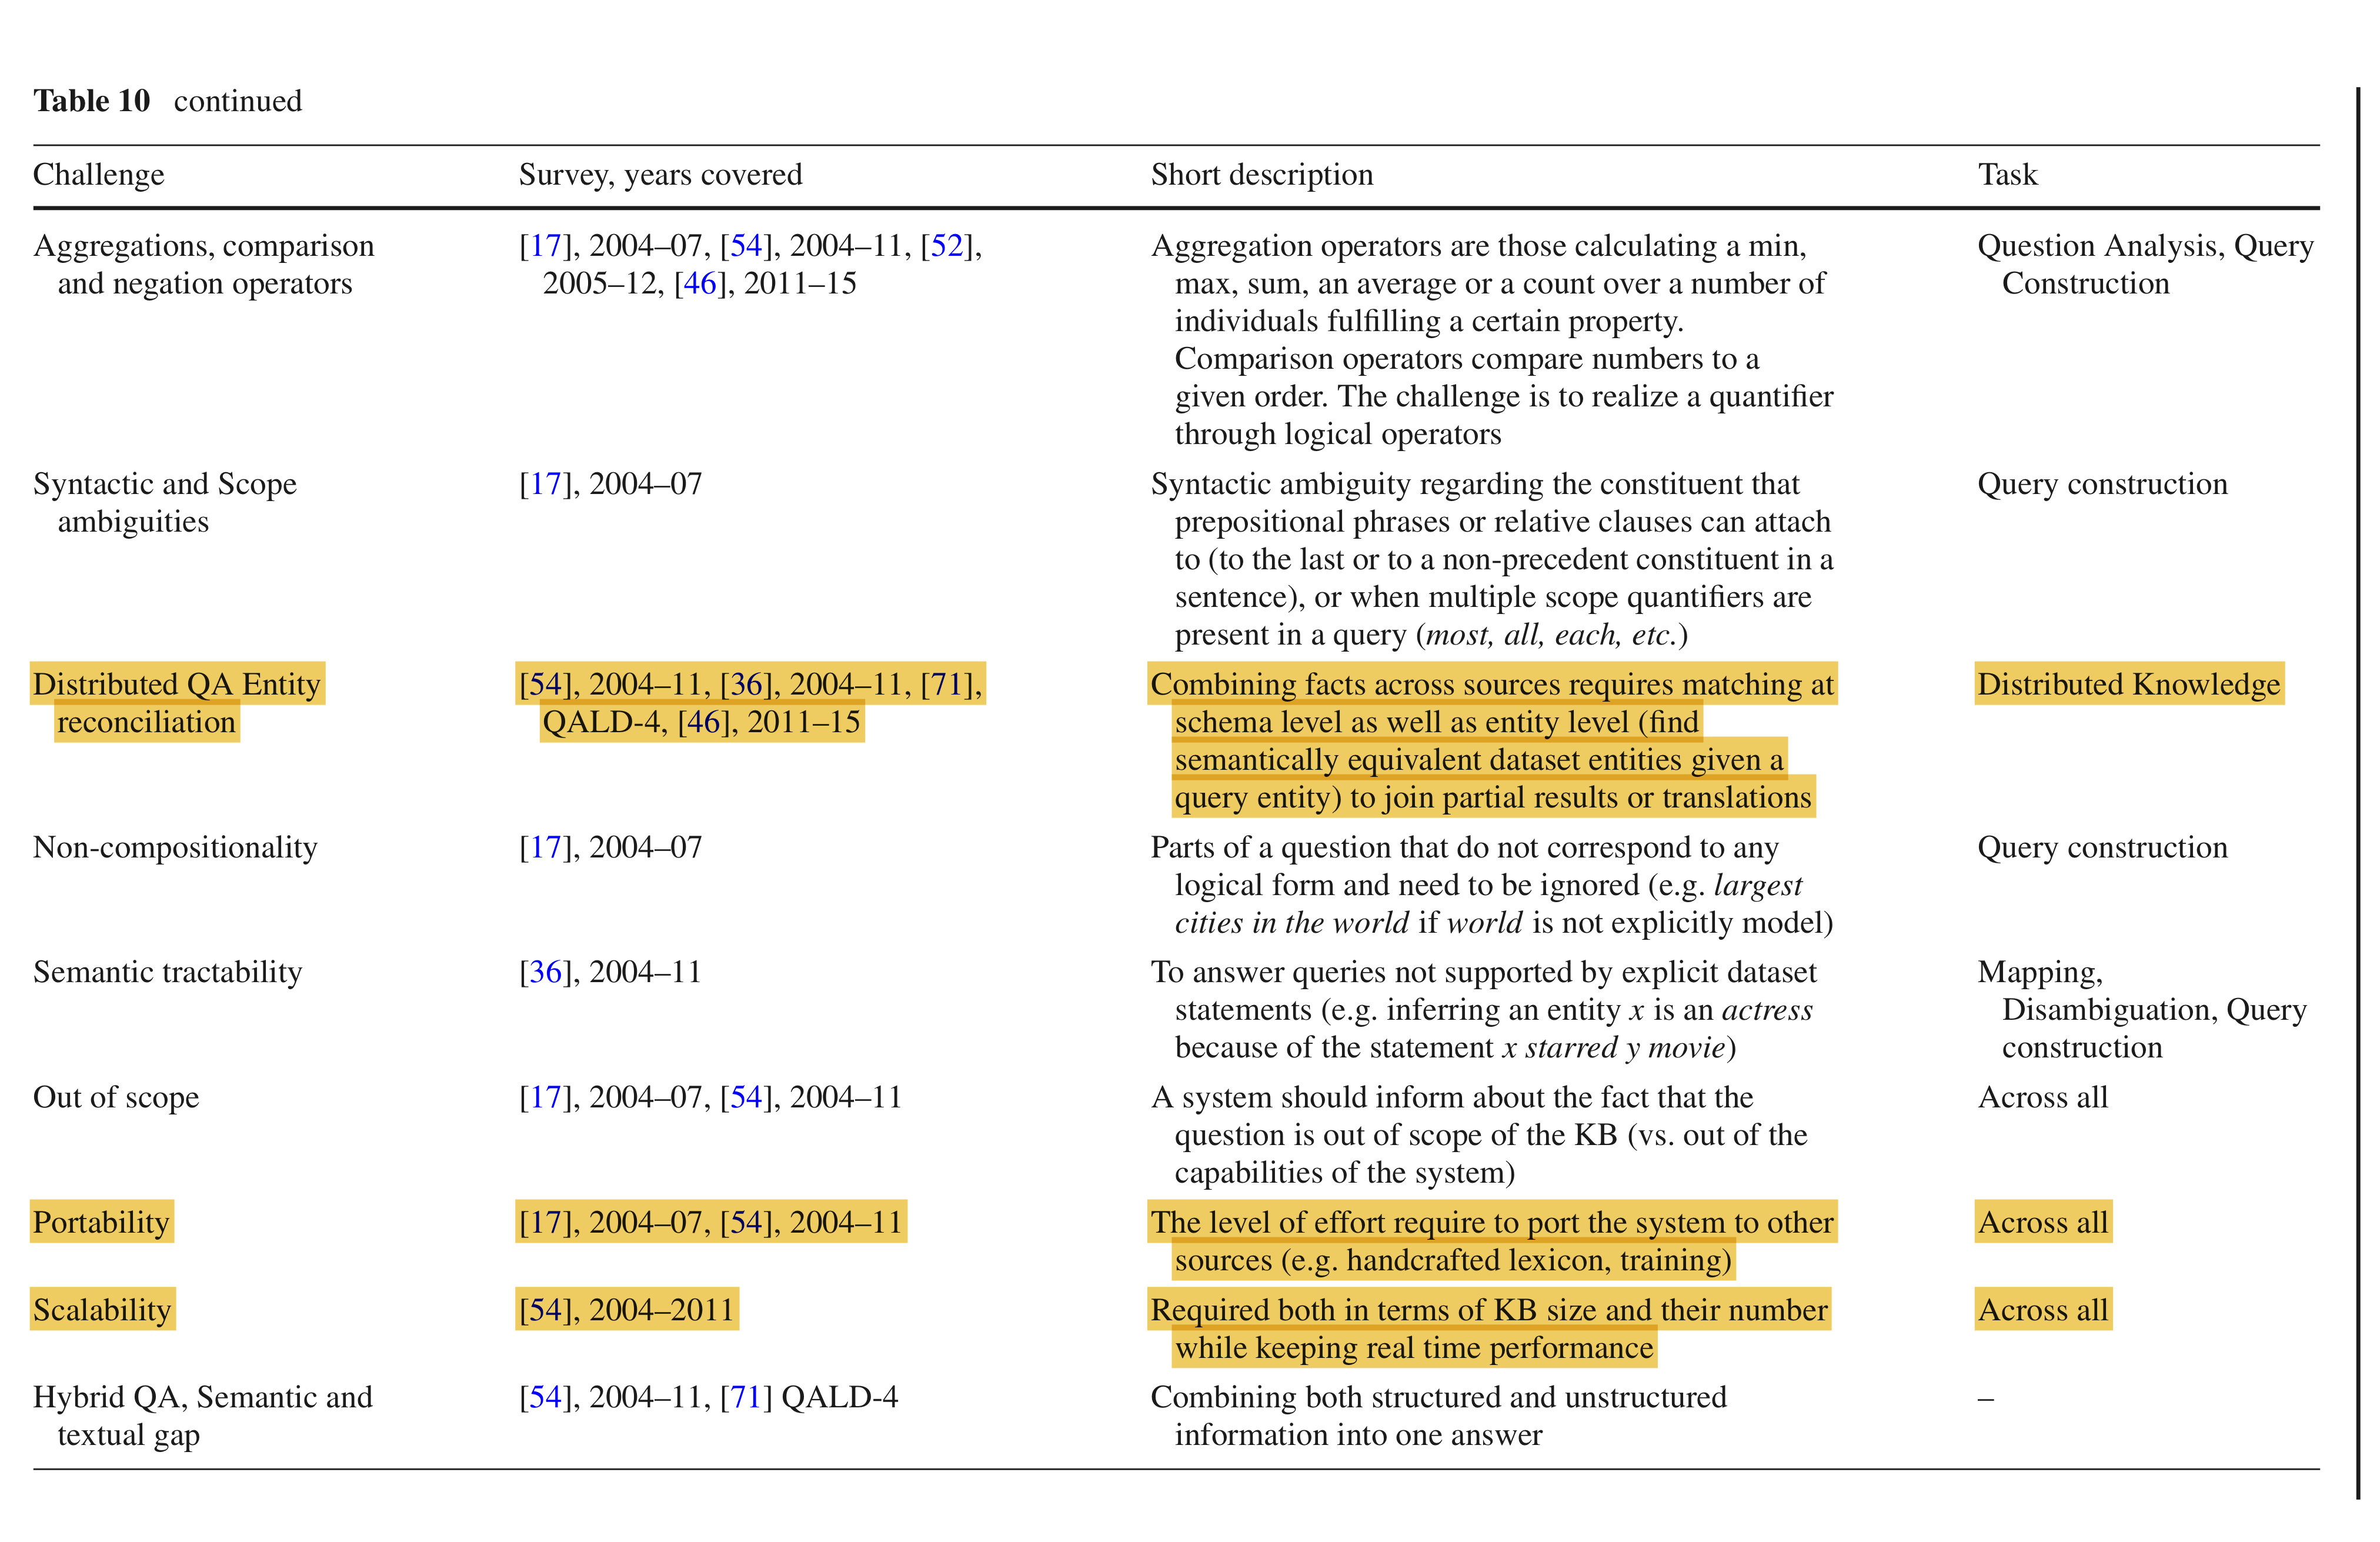 Table 10 continued
Challenge Survey, years covered Short description Task
Aggregations, comparison [17], 2004–07, [54], 2004–11, [52], Aggregation operators are those calculating a min, Question Analysis, Query
and negation operators 2005–12, [46], 2011–15 max, sum, an average or a count over a number of Construction
individuals fulfilling a certain property.
Comparison operators compare numbers to a
given order. The challenge is to realize a quantifier
through logical operators
Syntactic and Scope [17], 2004–07 Syntactic ambiguity regarding the constituent that Query construction
ambiguities prepositional phrases or relative clauses can attach
to (to the last or to a non-precedent constituent in a
sentence), or when multiple scope quantifiers are
present in a query (most, all, each, etc.)
Distributed QA Entity [54], 2004–11, [36], 2004–11, [71], Combining facts across sources requires matching at Distributed Knowledge
reconciliation QALD-4, [46], 2011–15 schema level as well as entity level (find
semantically equivalent dataset entities given a
query entity) to join partial results or translations
Non-compositionality [17], 2004–07 Parts of a question that do not correspond to any Query construction
logical form and need to be ignored (e.g. largest
cities in the world if world is not explicitly model)
Semantic tractability [36], 2004–11 To answer queries not supported by explicit dataset Mapping,
statements (e.g. inferring an entity x is an actress Disambiguation, Query
because of the statement x starred y movie) construction
Out of scope [17], 2004–07, [54], 2004–11 A system should inform about the fact that the Across all
question is out of scope of the KB (vs. out of the
capabilities of the system)
Portability [17], 2004–07, [54], 2004–11 The level of effort require to port the system to other Across all
sources (e.g. handcrafted lexicon, training)
Scalability [54], 2004–2011 Required both in terms of KB size and their number Across all
while keeping real time performance
Hybrid QA, Semantic and [54], 2004–11, [71] QALD-4 Combining both structured and unstructured –
textual gap information into one answer